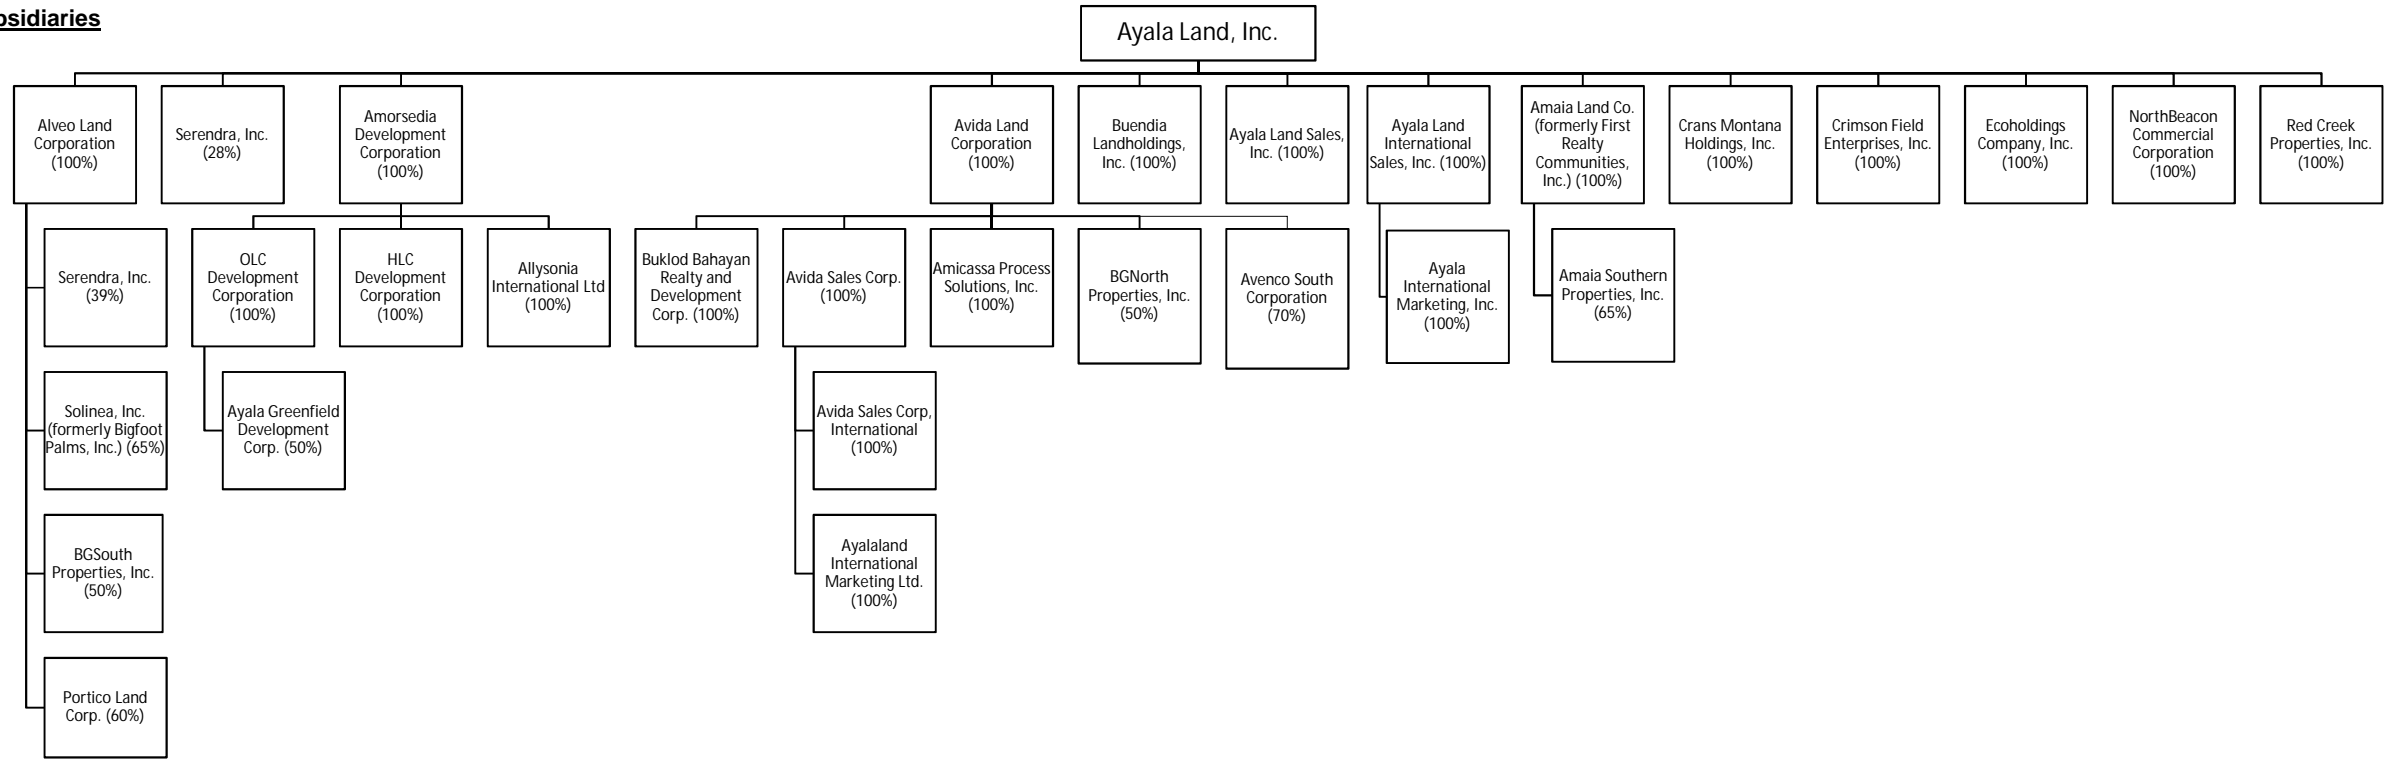 bsidiaries
Ayala Land, Inc.
Alveo Land
Corporation
(100%)
Serendra, Inc.
(28%)
Amorsedia
Development
Corporation
(100%)
Avida Land
Corporation
(100%)
Buendia
Landholdings,
Inc. (100%)
Ayala Land Sales,
Inc. (100%)
Ayala Land
International
Sales, Inc. (100%)
Amaia Land Co.
(formerly First
Realty
Communities,
Inc.) (100%)
Crans Montana
Holdings, Inc.
(100%)
Crimson Field
Enterprises, Inc.
(100%)
Ecoholdings
Company, Inc.
(100%)
NorthBeacon
Commercial
Corporation
(100%)
Red Creek
Properties, Inc.
(100%)
Serendra, Inc.
(39%)
OLC
Development
Corporation
(100%)
HLC
Development
Corporation
(100%)
Allysonia
International Ltd
(100%)
Buklod Bahayan
Realty and
Development
Corp. (100%)
Avida Sales Corp.
(100%)
Amicassa Process
Solutions, Inc.
(100%)
BGNorth
Properties, Inc.
(50%)
Avenco South
Corporation
(70%)
Ayala
International
Marketing, Inc.
(100%)
Amaia Southern
Properties, Inc.
(65%)
Solinea, Inc.
(formerly Bigfoot
Palms, Inc.) (65%)
Ayala Greenfield
Development
Corp. (50%)
Avida Sales Corp,
International
(100%)
BGSouth
Properties, Inc.
(50%)
Ayalaland
International
Marketing Ltd.
(100%)
Portico Land
Corp. (60%)